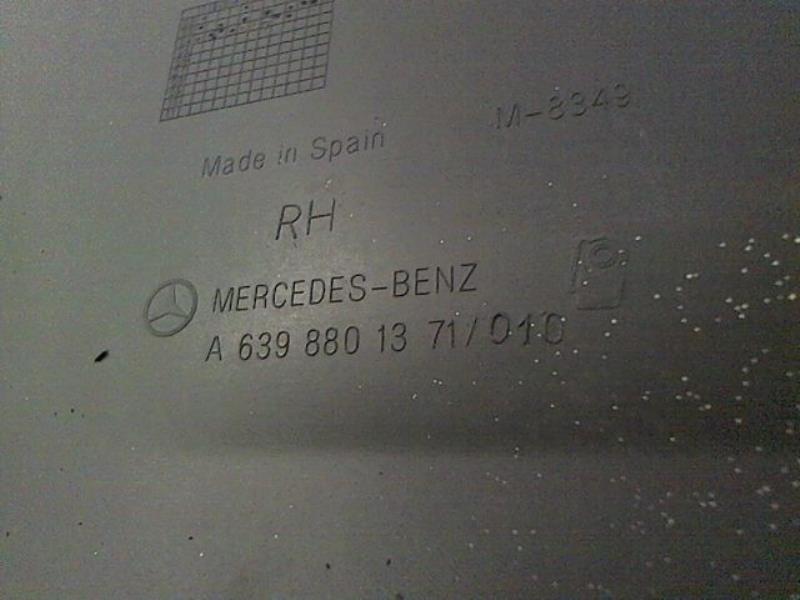 M-8349
Made in Spain
RH
MERCEDES-BENZ
A 639 880 13 71/010